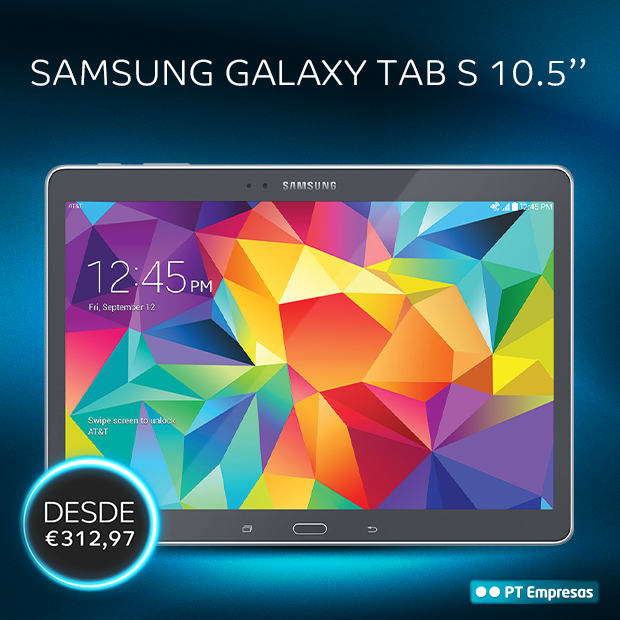 SAMSUNG GALAXY TAB S 10.5’’
SAMSUNG
AT&T
12:45 PM
12:45 PM
Fri, September 12
Swipe screen to unlock
AT&T
DESDE
€312,97
PT Empresas